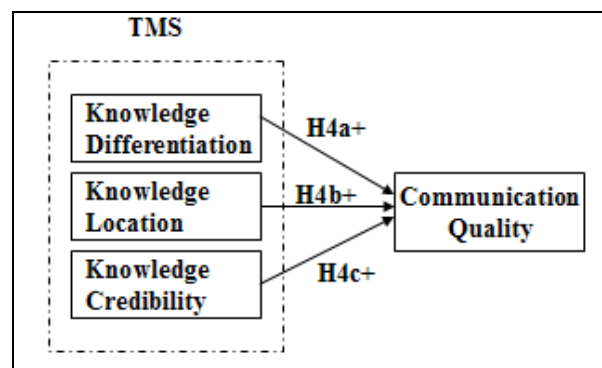 TMS
Knowledge
Differentiation
H4a+
Knowledge
Location
H4b+
Communication
Quality
Knowledge
Credibility
H4c+